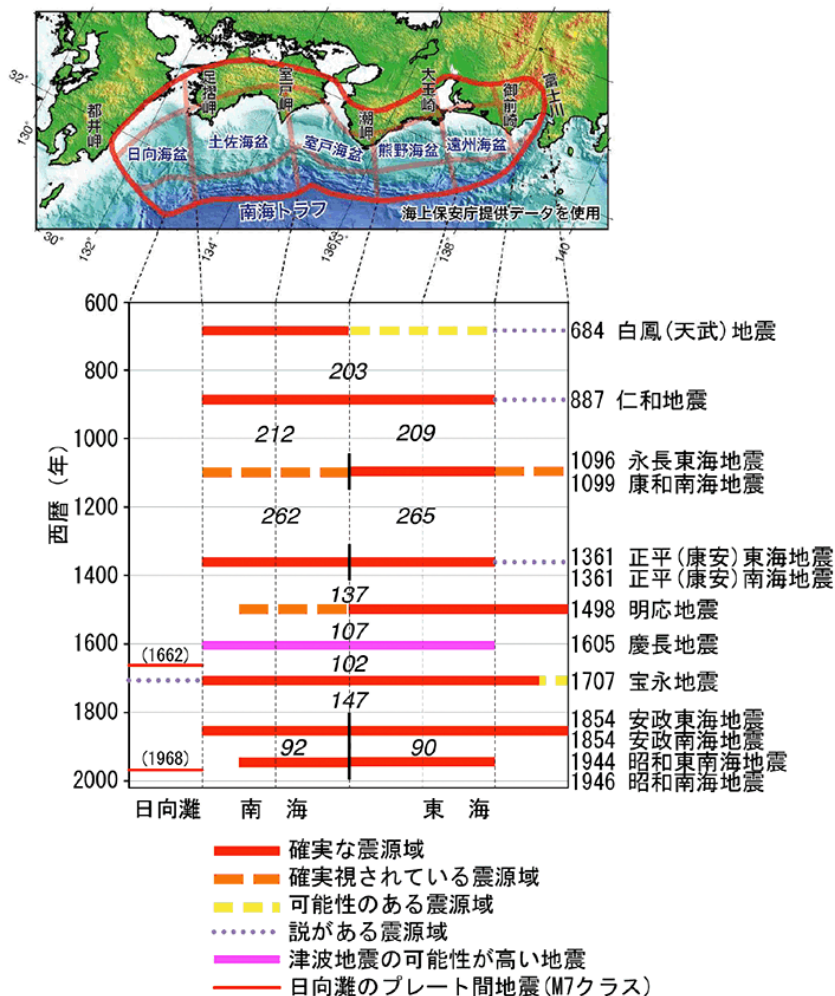 足摺岬
室戸岬
大王崎
御前崎
富士川
都井岬
潮岬
日向海盆
土佐海盆
室戸海盆
熊野海盆
遠州海盆
南海トラフ
海上保安庁提供データを使用
32°
130°
30°
132°
134°
136°
138°
140°
西暦(年)
600
800
1000
1200
1400
1600
1800
2000
684 白鳳(天武)地震
203
887 仁和地震
212
209
1096 永長東海地震
1099 康和南海地震
262
265
1361 正平(康安)東海地震
1361 正平(康安)南海地震
137
1498 明応地震
107
1605 慶長地震
(1662)
102
1707 宝永地震
147
1854 安政東海地震
1854 安政南海地震
92
90
(1968)
1944 昭和東南海地震
1946 昭和南海地震
日向灘
南海
東海
確実な震源域
確実視されている震源域
可能性のある震源域
説がある震源域
津波地震の可能性が高い地震
日向灘のプレート間地震(M7クラス)